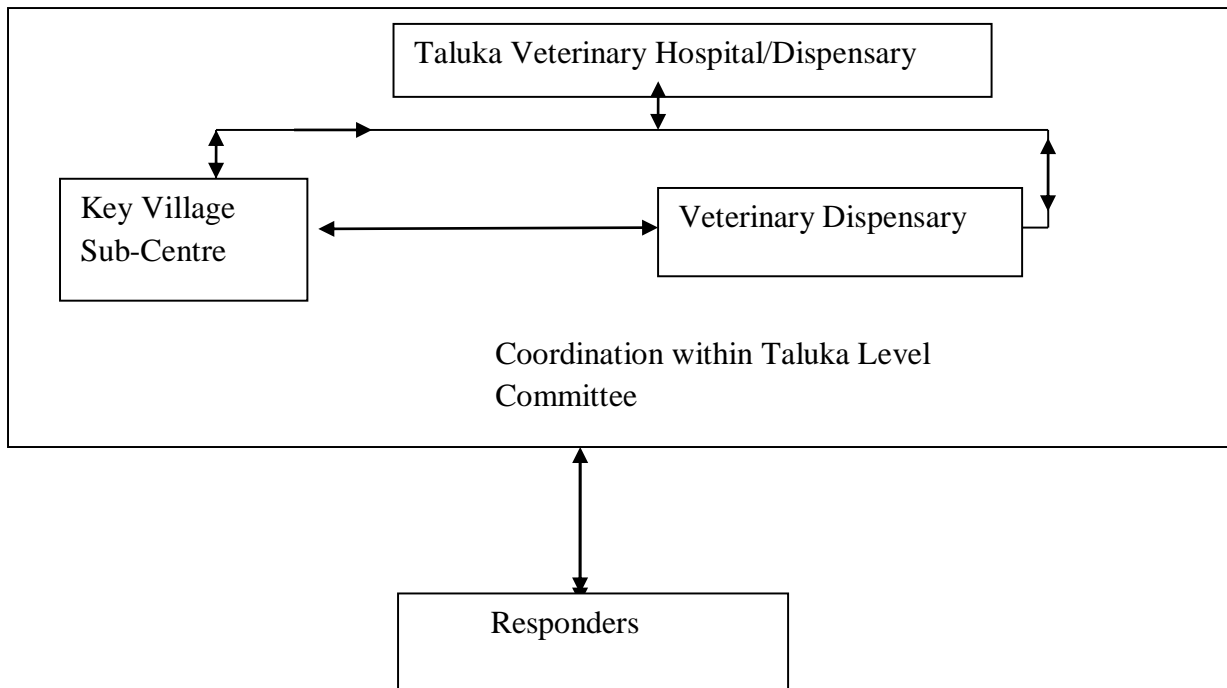 Taluka Veterinary Hospital/Dispensary
Key Village
Sub-Centre
Veterinary Dispensary
Coordination within Taluka Level
Committee
Responders